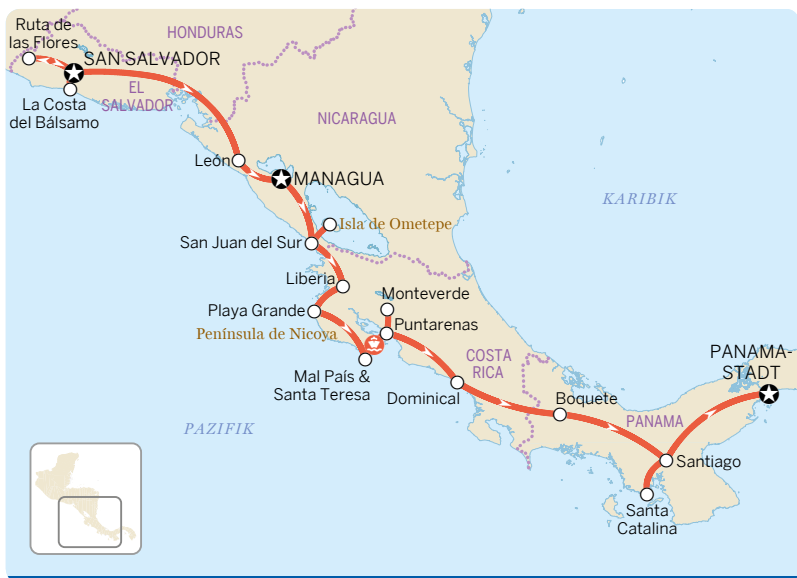 Ruta de
las Flores
HONDURAS
SAN SALVADOR
EL
SALVADOR
La Costa
del Bálsamo
NICARAGUA
León
MANAGUA
KARIBIK
Isla de Ometepe
San Juan del Sur
Liberia
Monteverde
Playa Grande
Puntarenas
Península de Nicoya
COSTA
RICA
PANAMA-
STADT
Mal País &
Santa Teresa
Dominical
Boquete
PANAMA
PAZIFIK
Santiago
Santa
Catalina